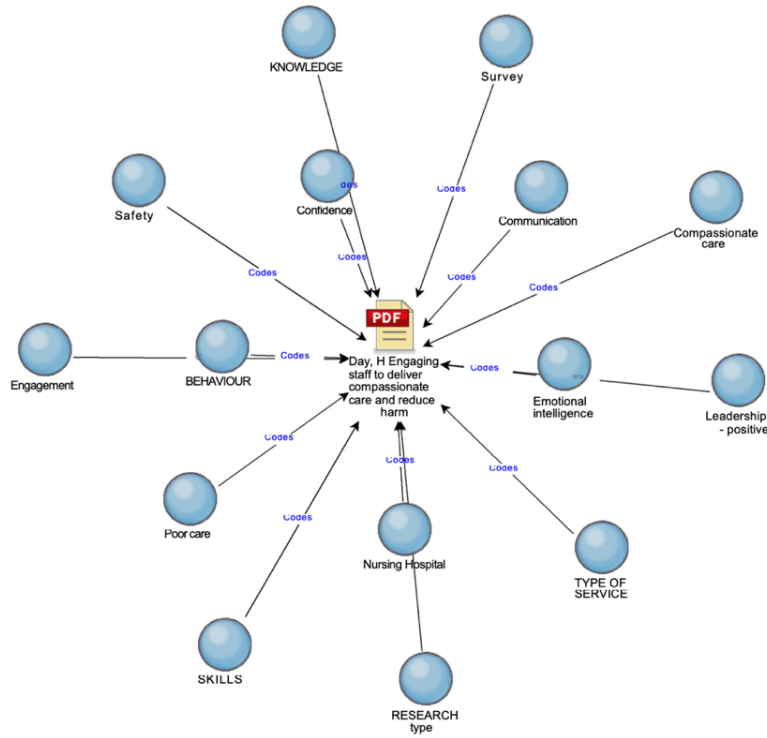 KNOWLEDGE
Survey
Safety
Codes
Confidence
Codes
Communication
Compassionate
care
Codes
Codes
Codes
Codes
PDF
Engagement
BEHAVIOUR
Codes
Day, H Engaging
staff to deliver
compassionate
care and reduce
harm
Codes
Emotional
intelligence
Leadership
- positive
Codes
Codes
Codes
Poor care
Codes
Nursing Hospital
TYPE OF
SERVICE
SKILLS
RESEARCH
type